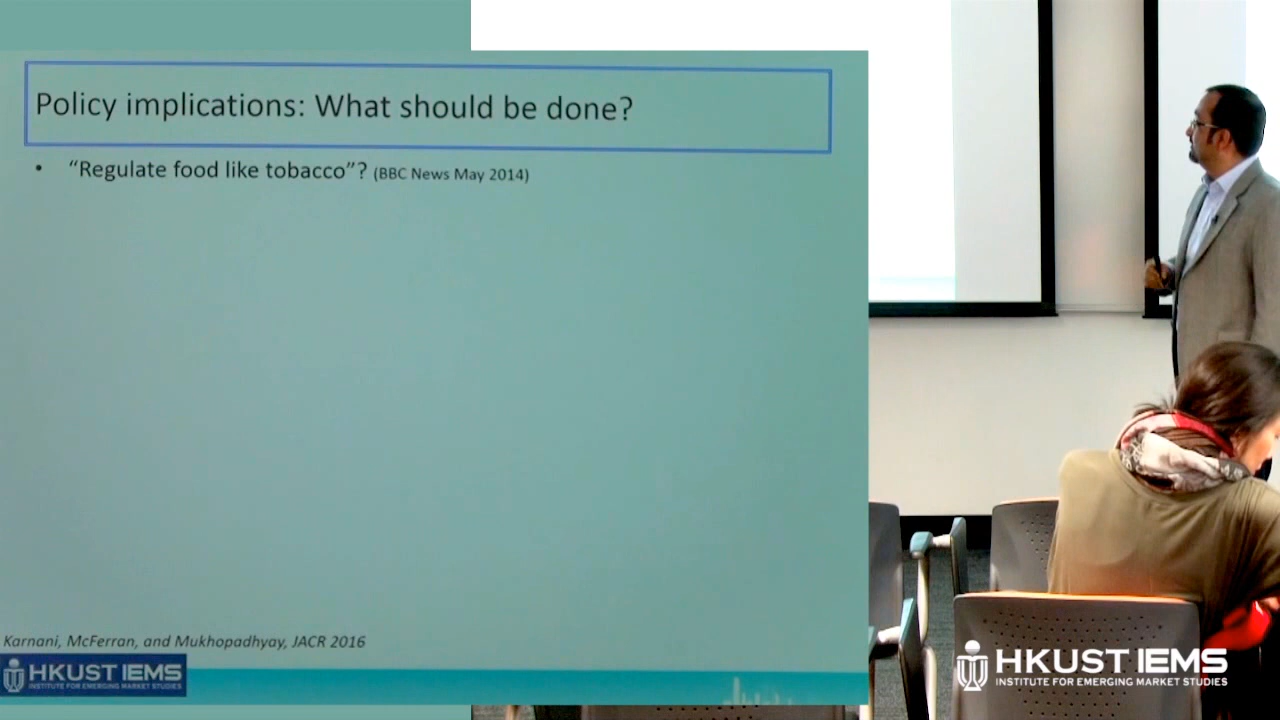 Policy implications: What should be done?
• “Regulate food like tobacco”? (BBC News May 2014)
Karnani, McFerran, and Mukhopadhyay, JACR 2016
HKUST IEMS
INSTITUTE FOR EMERGING MARKET STUDIES
HKUST IEMS
INSTITUTE FOR EMERGING MARKET STUDIES